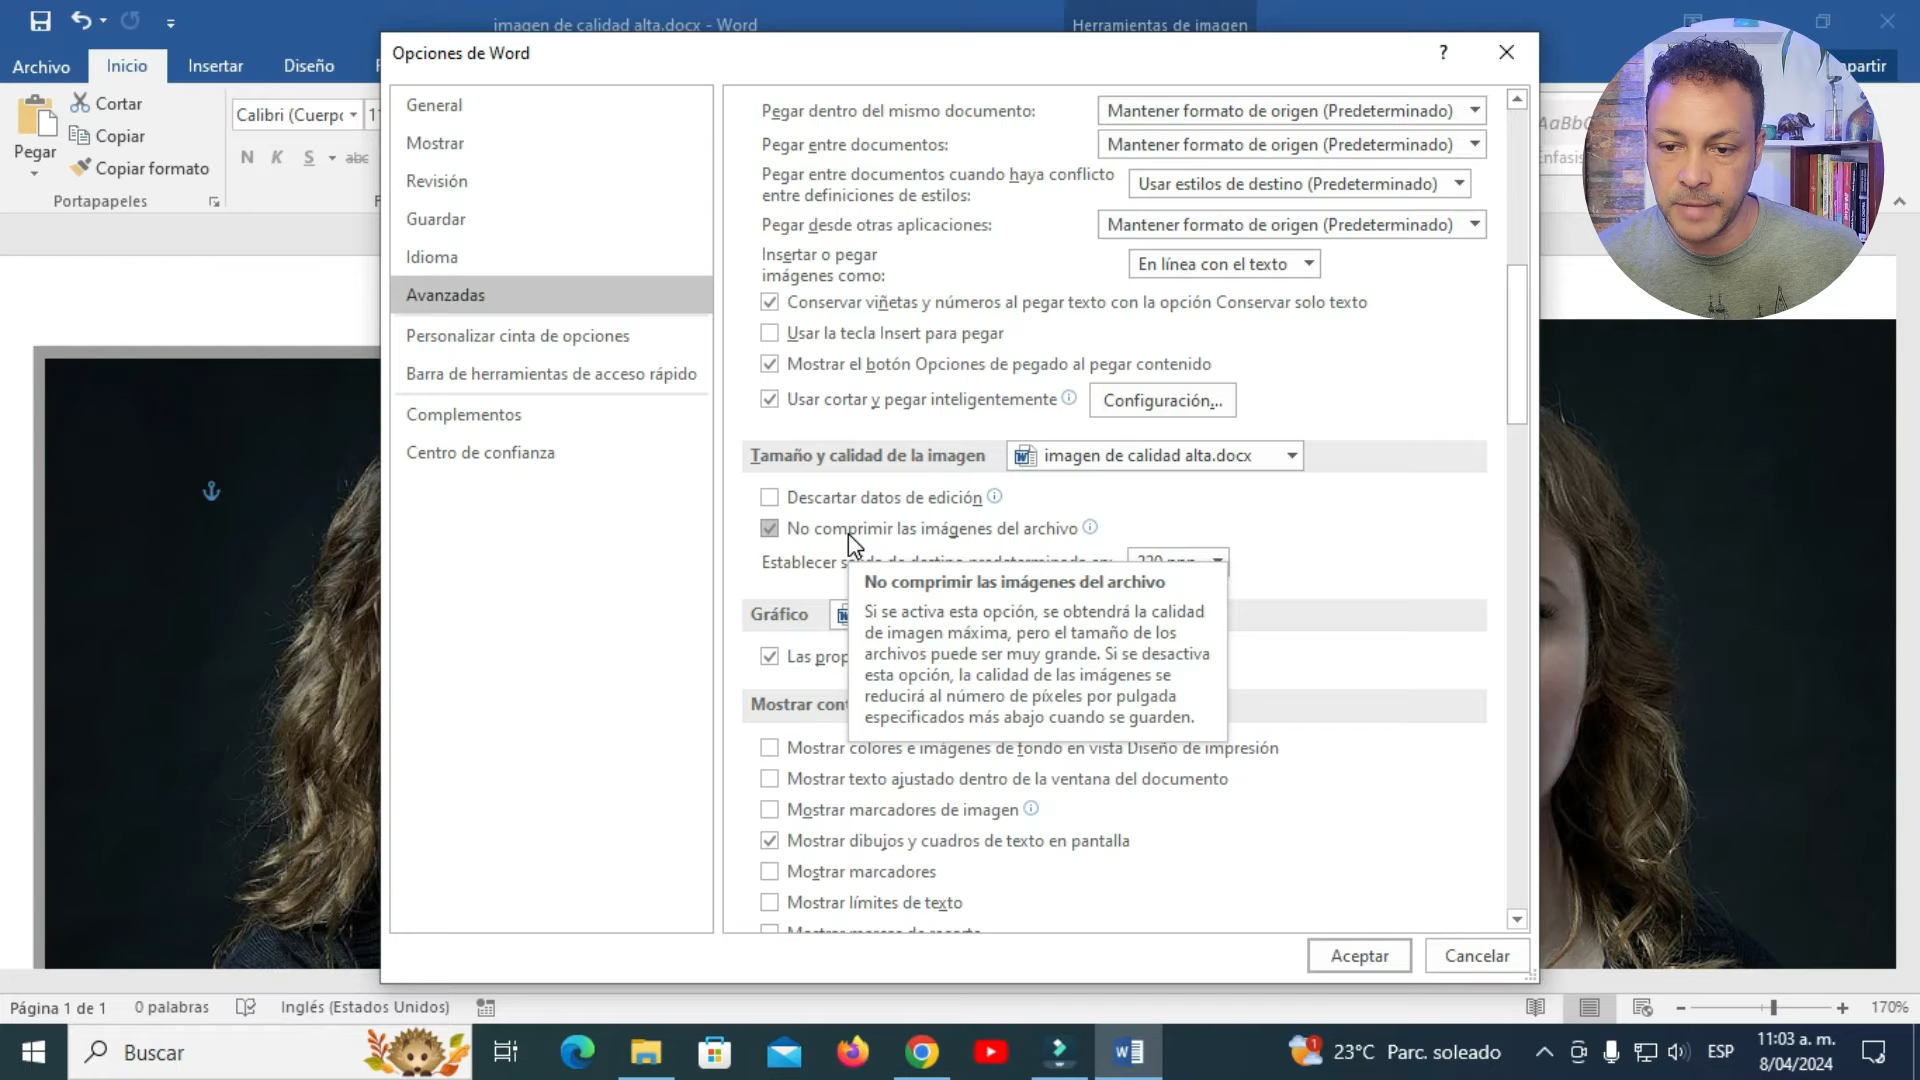 imagen de calidad alta.docx - Word
Herramientas de imagen
Opciones de Word
?
Archivo
Inicio
Insertar
Diseño
partir
Cortar
Copiar
Copiar formato
Pegar
Portapapeles
Calibri (Cuerpo
N K S abc
AaBbC
Énfasis
General
Mostrar
Revisión
Guardar
Idioma
Avanzadas
Personalizar cinta de opciones
Barra de herramientas de acceso rápido
Complementos
Centro de confianza
Pegar dentro del mismo documento: Mantener formato de origen (Predeterminado)
Pegar entre documentos: Mantener formato de origen (Predeterminado)
Pegar entre documentos cuando haya conflicto
entre definiciones de estilos: Usar estilos de destino (Predeterminado)
Pegar desde otras aplicaciones: Mantener formato de origen (Predeterminado)
Insertar o pegar
imágenes como: En línea con el texto
Conservar viñetas y números al pegar texto con la opción Conservar solo texto
Usar la tecla Insert para pegar
Mostrar el botón Opciones de pegado al pegar contenido
Usar cortar y pegar inteligentemente Configuración...
Tamaño y calidad de la imagen imagen de calidad alta.docx
Descartar datos de edición
No comprimir las imágenes del archivo
Establecer
No comprimir las imágenes del archivo
Si se activa esta opción, se obtendrá la calidad
de imagen máxima, pero el tamaño de los
archivos puede ser muy grande. Si se desactiva
esta opción, la calidad de las imágenes se
reducirá al número de píxeles por pulgada
especificados más abajo cuando se guarden.
Gráfico
Las prop
Mostrar cont
Mostrar colores e imágenes de fondo en vista Diseño de impresión
Mostrar texto ajustado dentro de la ventana del documento
Mostrar marcadores de imagen
Mostrar dibujos y cuadros de texto en pantalla
Mostrar marcadores
Mostrar límites de texto
Aceptar
Cancelar
Página 1 de 1 0 palabras Inglés (Estados Unidos) 170%
Buscar
23°C Parc. soleado
ESP
11:03 a. m.
8/04/2024